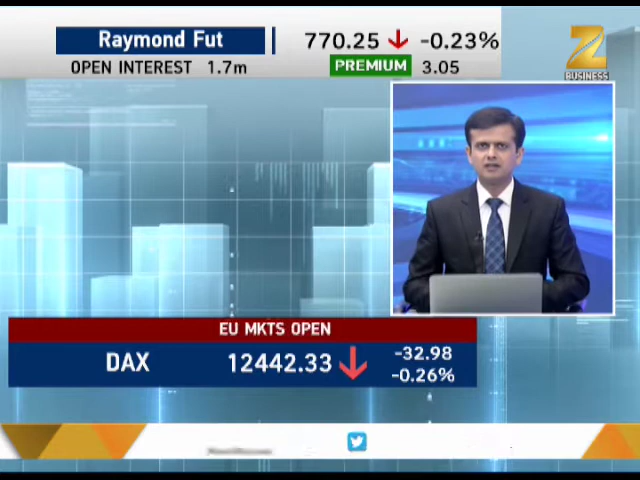 Raymond Fut 770.25 -0.23%
OPEN INTEREST 1.7m PREMIUM 3.05
Z
BUSINESS
EU MKTS OPEN
DAX 12442.33 -32.98
-0.26%